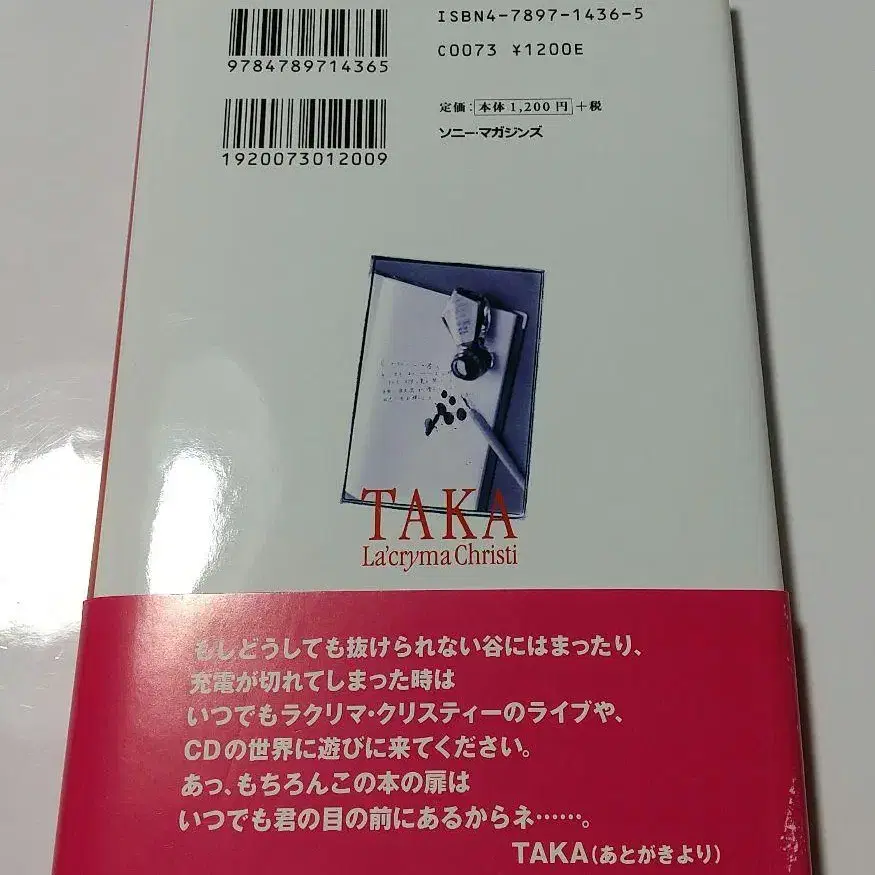 ISBN4-7897-1436-5
C0073 ¥1200E
9784789714365
定価:本体1,200円+税
ソニー・マガジンズ
1920073012009
TAKA
La'cryma Christi
もしどうしても抜けられない谷にはまったり、
充電が切れてしまった時は
いつでもラクリマ・クリスティーのライブや、
CDの世界に遊びに来てください。
あっ、もちろんこの本の扉は
いつでも君の目の前にあるからネ……。
TAKA(あとがきより)